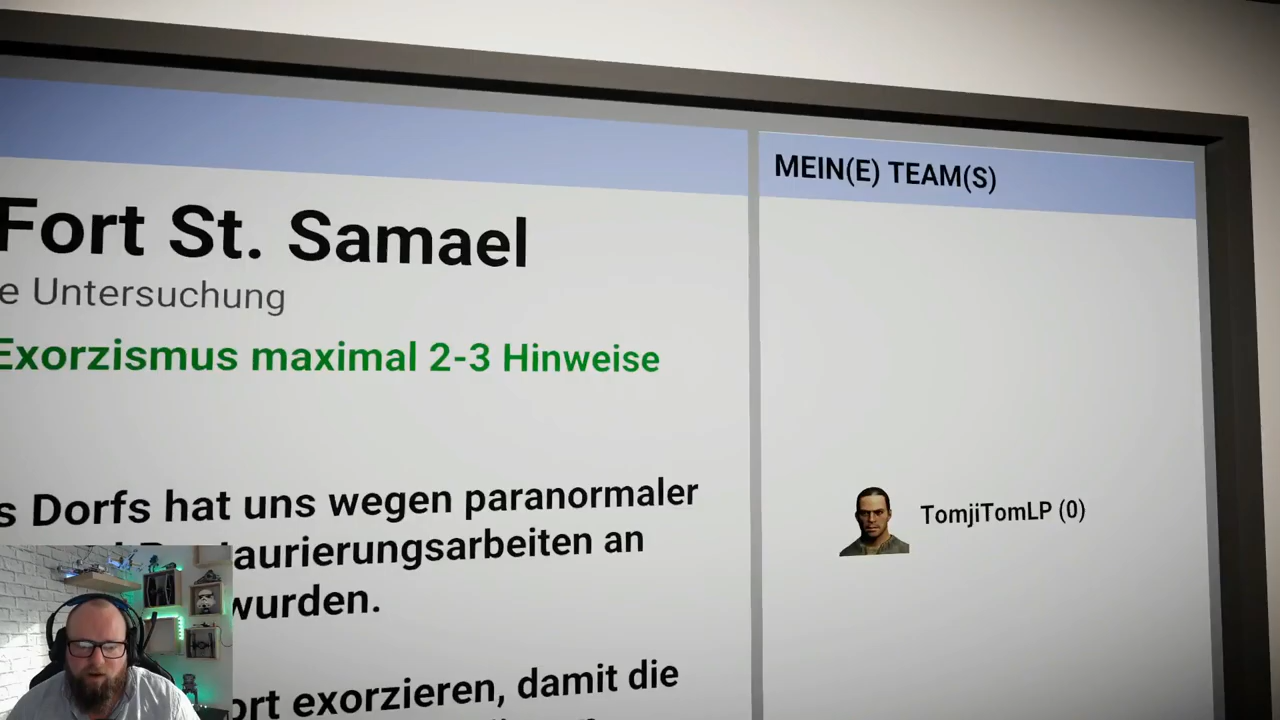 Fort St. Samael
e Untersuchung
Exorzismus maximal 2-3 Hinweise
s Dorfs hat uns wegen paranormaler
aurierungsarbeiten an
wurden.
ort exorzieren, damit die
MEIN(E) TEAM(S)
TomjiTomLP (0)